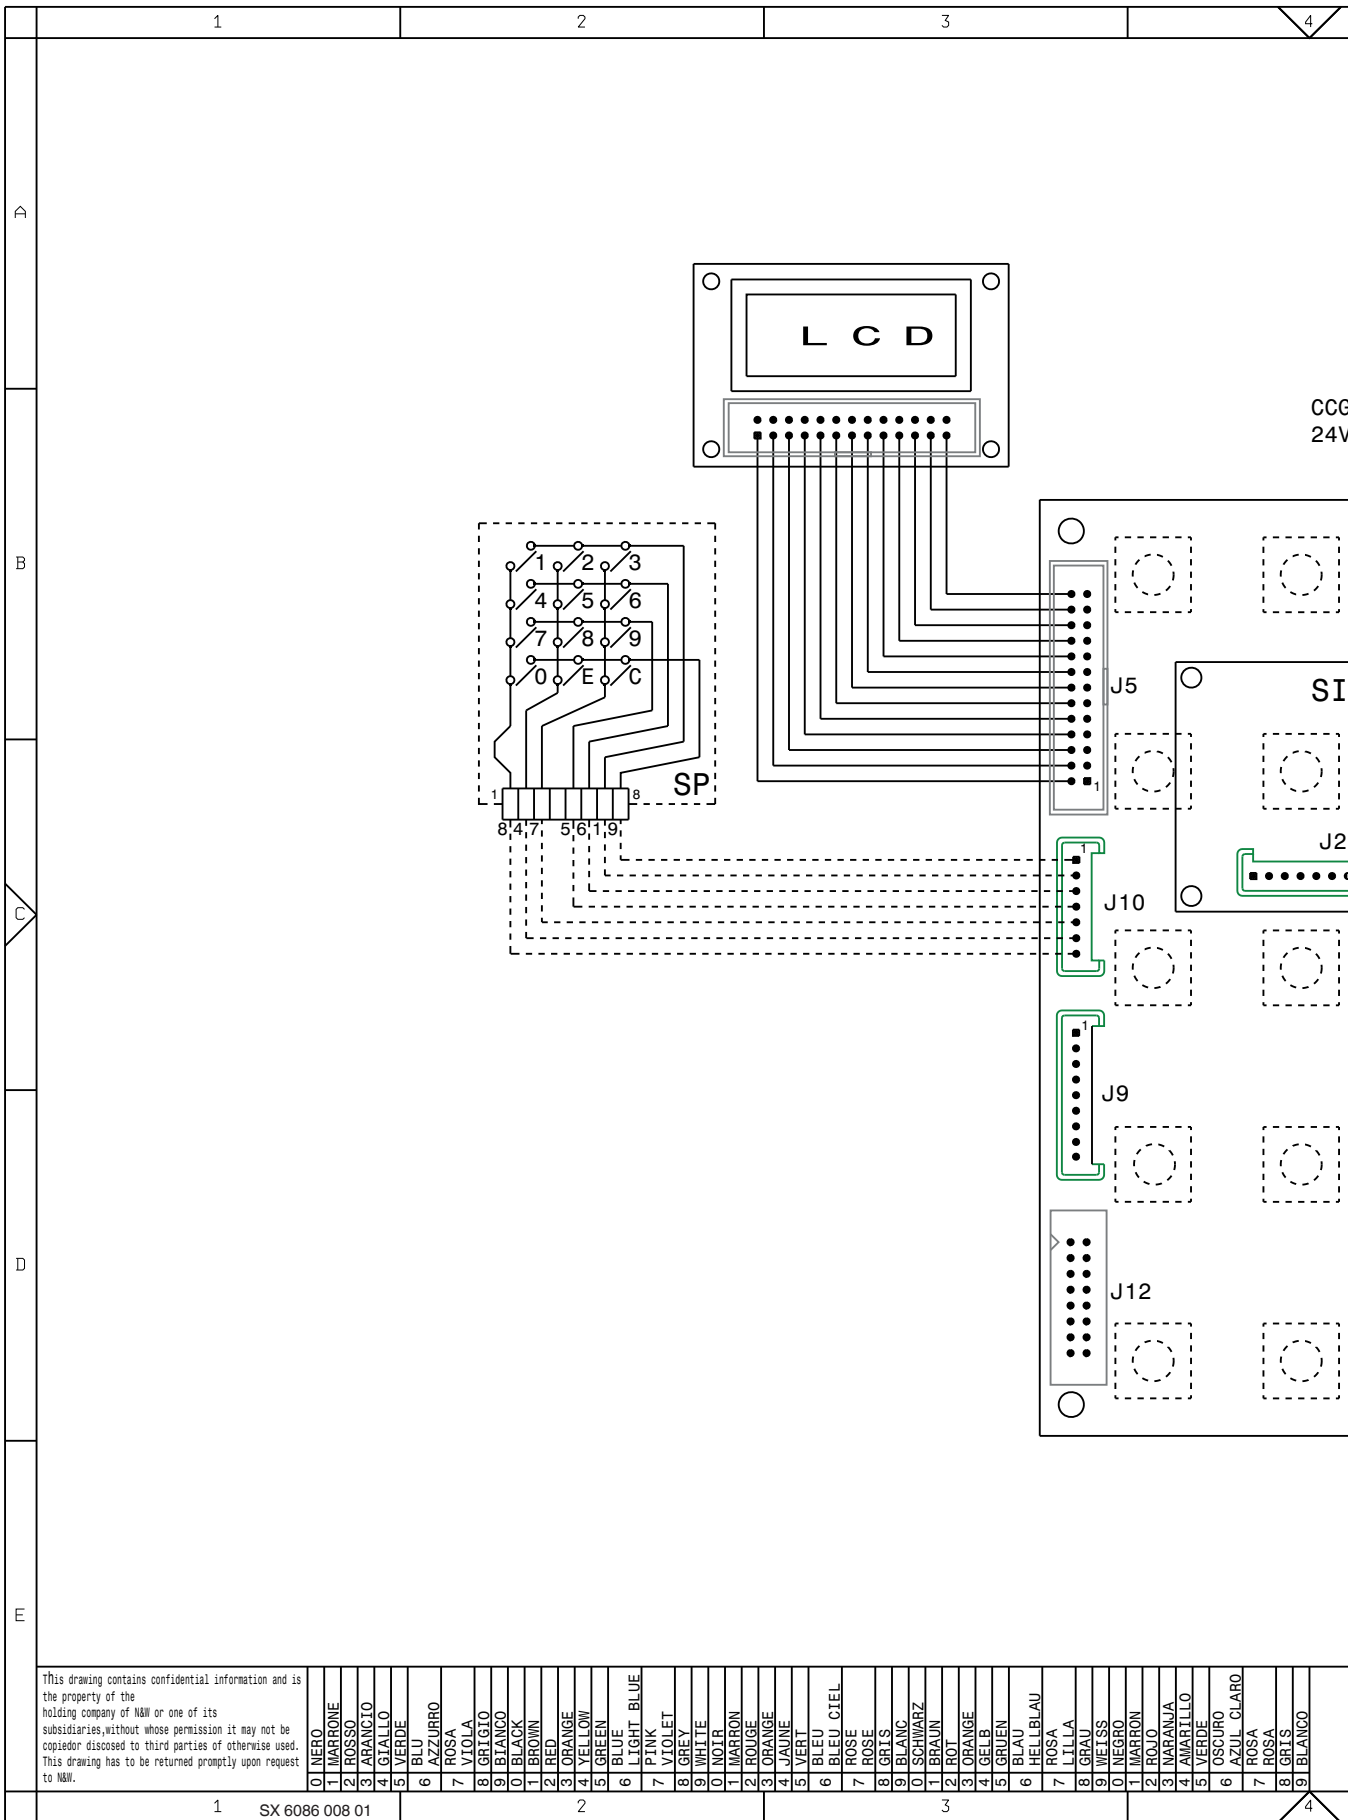 1 2 3 4
A
L C D
CCG
24V
B
1 2 3
4 5 6
7 8 9
0 E C
J5
SI
1
SP
1 8
8 4 7 5 6 1 9
J2
1
C
J10
1
J9
D
J12
E
This drawing contains confidential information and is
the property of the
holding company of N&W or one of its
subsidiaries,without whose permission it may not be
copiedor discosed to third parties of otherwise used.
This drawing has to be returned promptly upon request
to N&W.
0 NERO
1 MARRONE
2 ROSSO
3 ARANCIO
4 GIALLO
5 VERDE
6 BLU
AZZURRO
7 ROSA
VIOLA
8 GRIGIO
9 BIANCO
0 BLACK
1 BROWN
2 RED
3 ORANGE
4 YELLOW
5 GREEN
6 BLUE
LIGHT BLUE
7 PINK
VIOLET
8 GREY
9 WHITE
0 NOIR
1 MARRON
2 ROUGE
3 ORANGE
4 JAUNE
5 VERT
6 BLEU
BLEU CIEL
7 ROSE
ROSE
8 GRIS
9 BLANC
0 SCHWARZ
1 BRAUN
2 ROT
3 ORANGE
4 GELB
5 GRUEN
6 BLAU
HELLBLAU
7 ROSA
LILLA
8 GRAU
9 WEISS
0 NEGRO
1 MARRON
2 ROJO
3 NARANJA
4 AMARILLO
5 VERDE
6 OSCURO
AZUL CLARO
7 ROSA
ROSA
8 GRIS
9 BLANCO
1 SX 6086 008 01 2 3 4